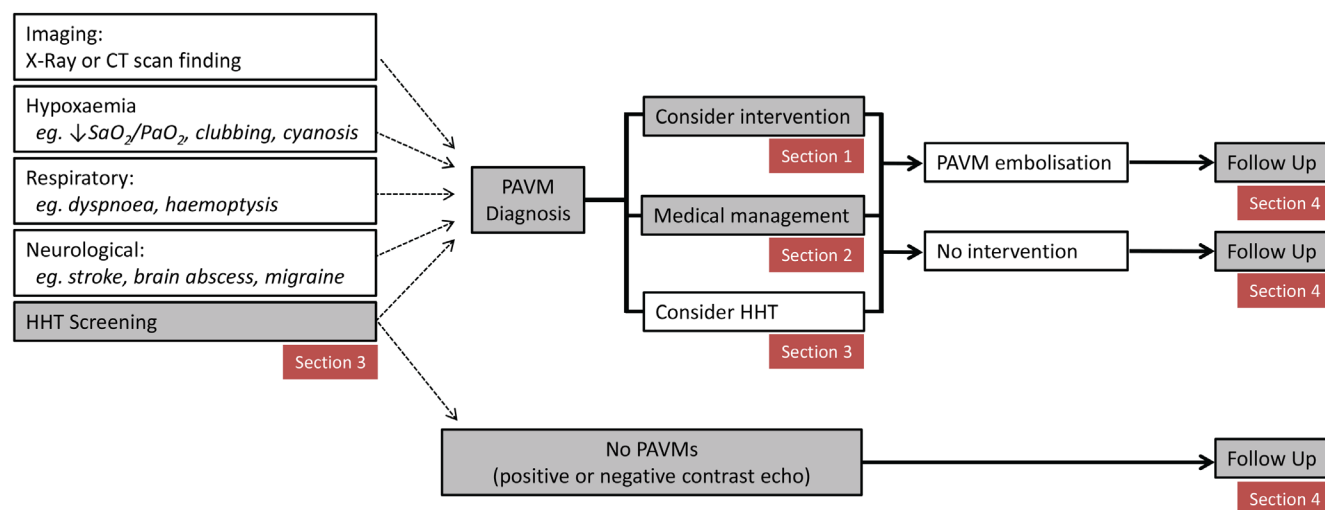 Imaging:
X-Ray or CT scan finding
Hypoxaemia
eg. ↓SaO₂/PaO₂, clubbing, cyanosis
Respiratory:
eg. dyspnoea, haemoptysis
Neurological:
eg. stroke, brain abscess, migraine
HHT Screening
Section 3
PAVM
Diagnosis
Consider intervention
Section 1
Medical management
Section 2
Consider HHT
Section 3
PAVM embolisation
Follow Up
Section 4
No intervention
Follow Up
Section 4
No PAVMs
(positive or negative contrast echo)
Follow Up
Section 4